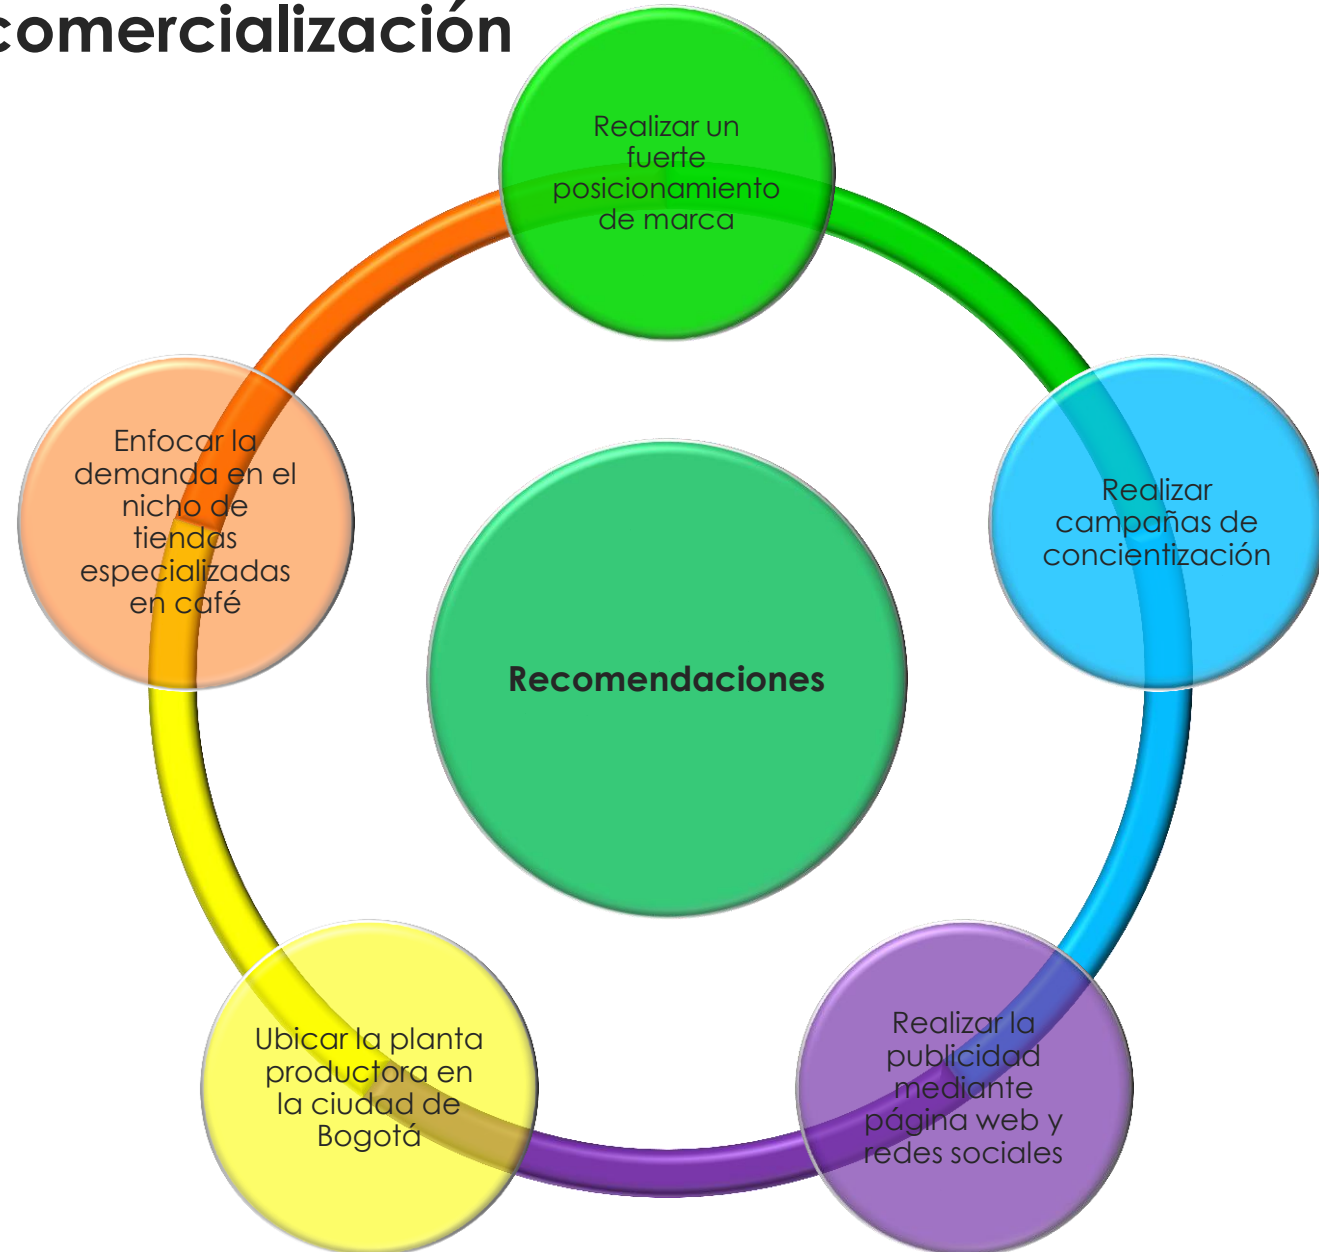 comercialización
Realizar un
fuerte
posicionamiento
de marca
Realizar
campañas de
concientización
Realizar la
publicidad
mediante
página web y
redes sociales
Ubicar la planta
productora en
la ciudad de
Bogotá
Enfocar la
demanda en el
nicho de
tiendas
especializadas
en café
Recomendaciones